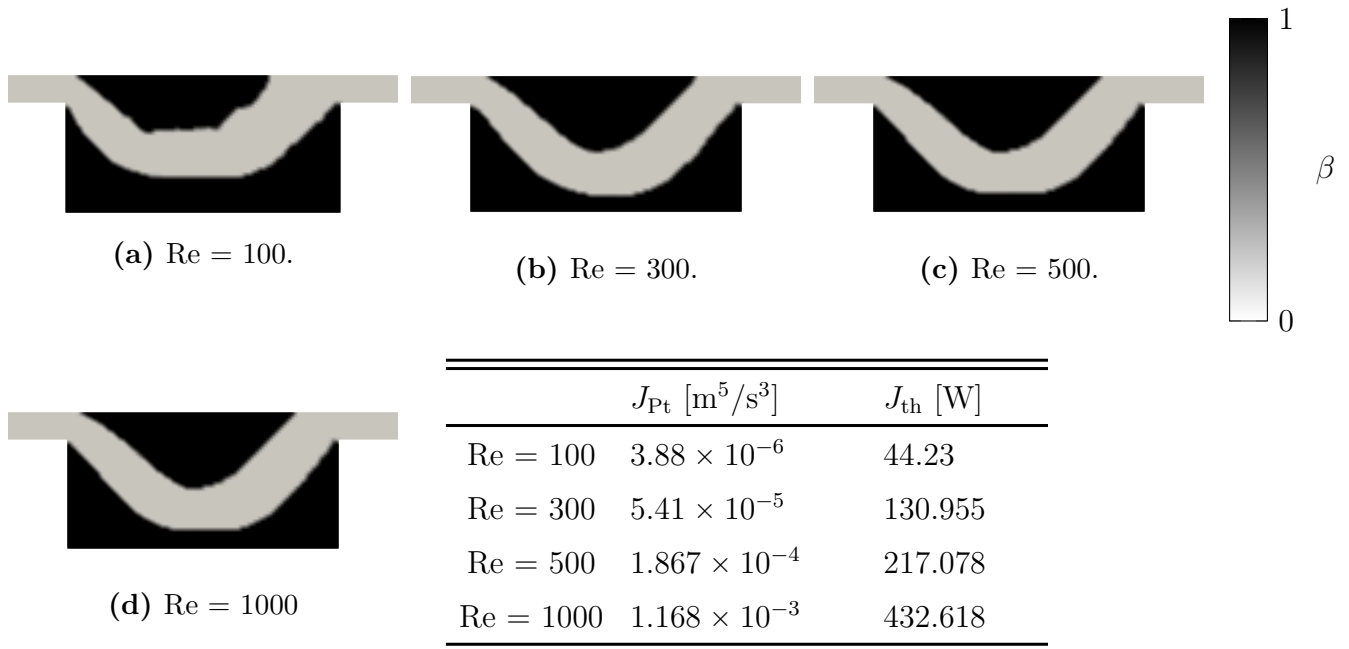 1
β
0
(a) Re = 100.
(b) Re = 300.
(c) Re = 500.
(d) Re = 1000
J_Pt [m⁵/s³] J_th [W]
Re = 100 3.88 × 10⁻⁶ 44.23
Re = 300 5.41 × 10⁻⁵ 130.955
Re = 500 1.867 × 10⁻⁴ 217.078
Re = 1000 1.168 × 10⁻³ 432.618